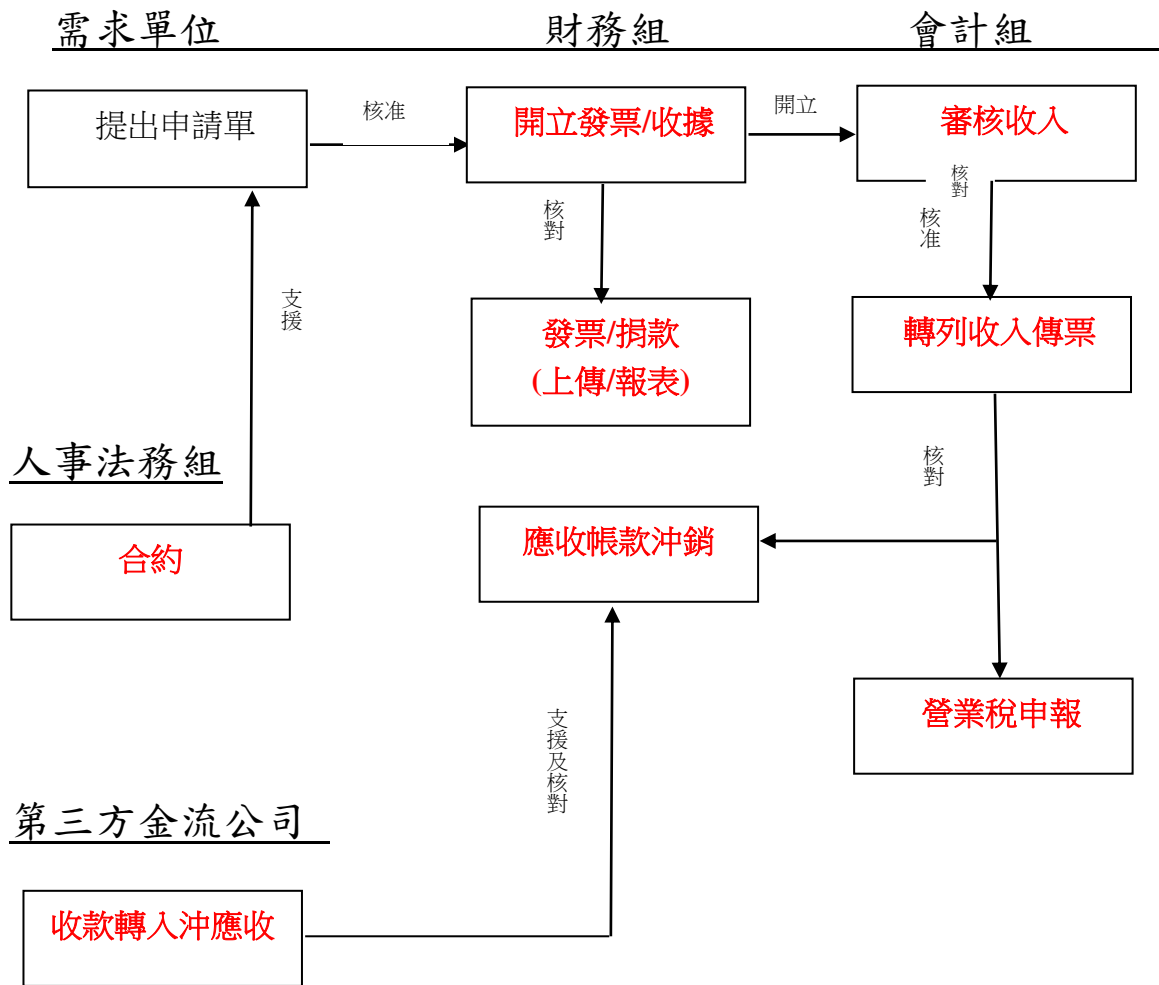 需求單位 財務組 會計組
提出申請單
核准
開立發票/收據
開立
審核收入
核對
核對
核准
支援
發票/捐款
(上傳/報表)
轉列收入傳票
人事法務組
核對
合約
應收帳款沖銷
營業稅申報
支援及核對
第三方金流公司
收款轉入沖應收